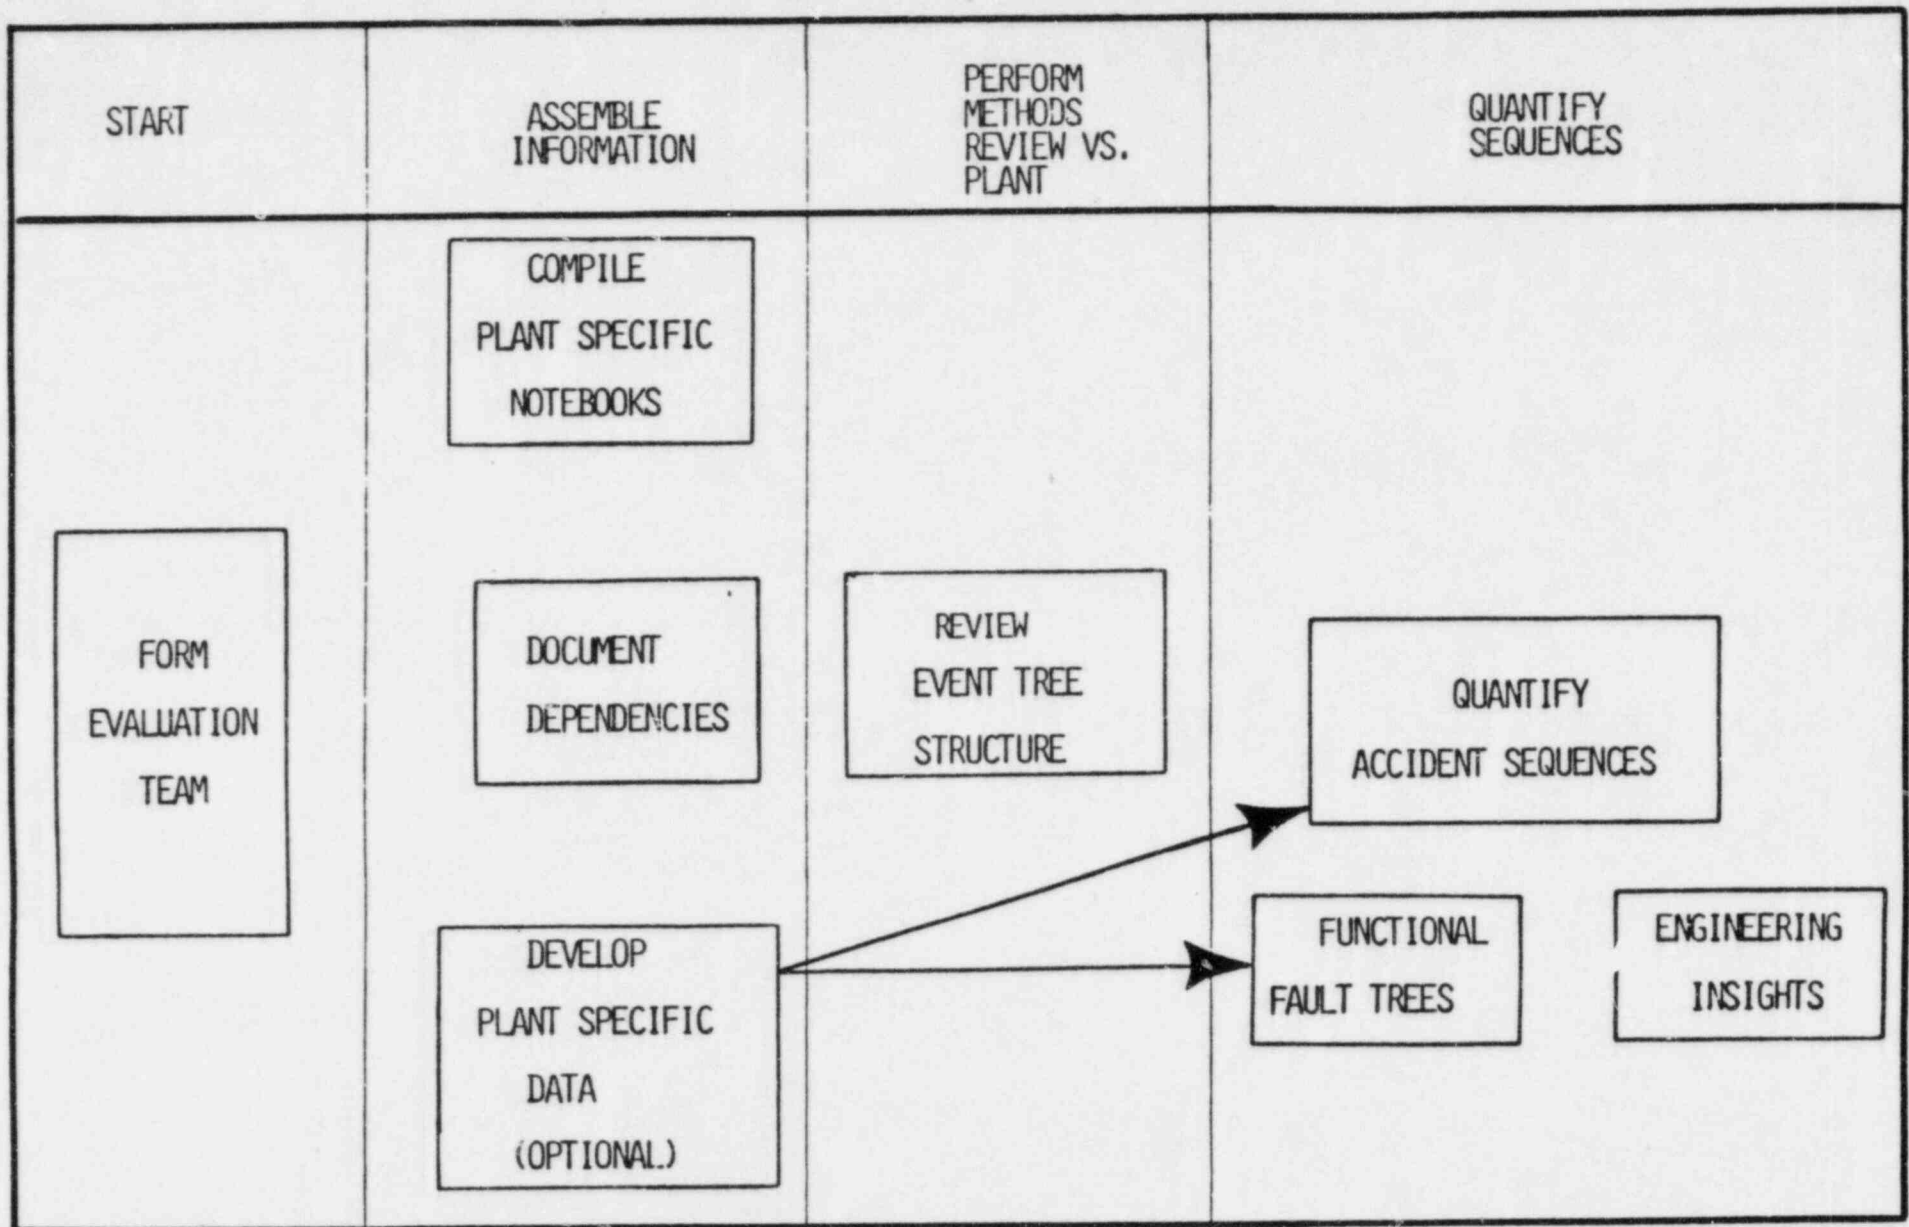 START
ASSEMBLE
INFORMATION
PERFORM
METHODS
REVIEW VS.
PLANT
QUANTIFY
SEQUENCES
FORM
EVALUATION
TEAM
COMPILE
PLANT SPECIFIC
NOTEBOOKS
DOCUMENT
DEPENDENCIES
DEVELOP
PLANT SPECIFIC
DATA
(OPTIONAL)
REVIEW
EVENT TREE
STRUCTURE
QUANTIFY
ACCIDENT SEQUENCES
FUNCTIONAL
FAULT TREES
ENGINEERING
INSIGHTS